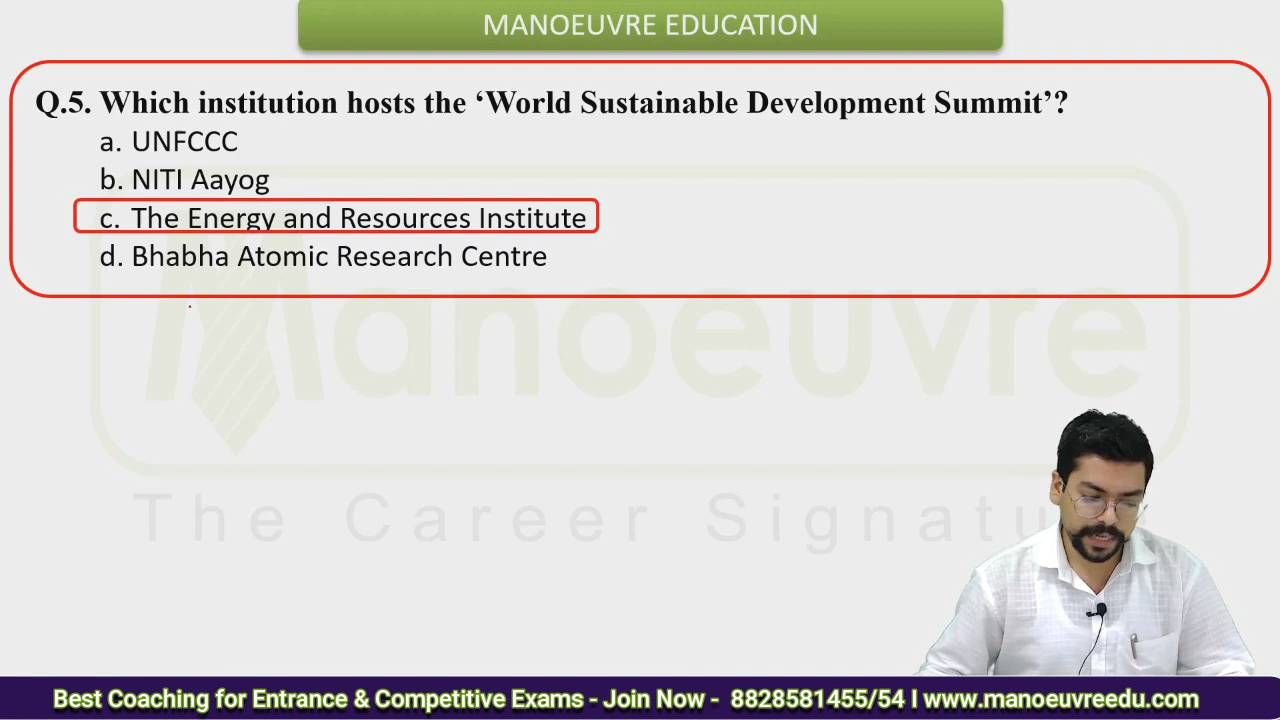 MANOEUVRE EDUCATION
Q.5. Which institution hosts the ‘World Sustainable Development Summit’?
a. UNFCCC
b. NITI Aayog
c. The Energy and Resources Institute
d. Bhabha Atomic Research Centre
Manoeuvre
The Career Signatu
Best Coaching for Entrance & Competitive Exams - Join Now - 8828581455/54 I www.manoeuvreedu.com